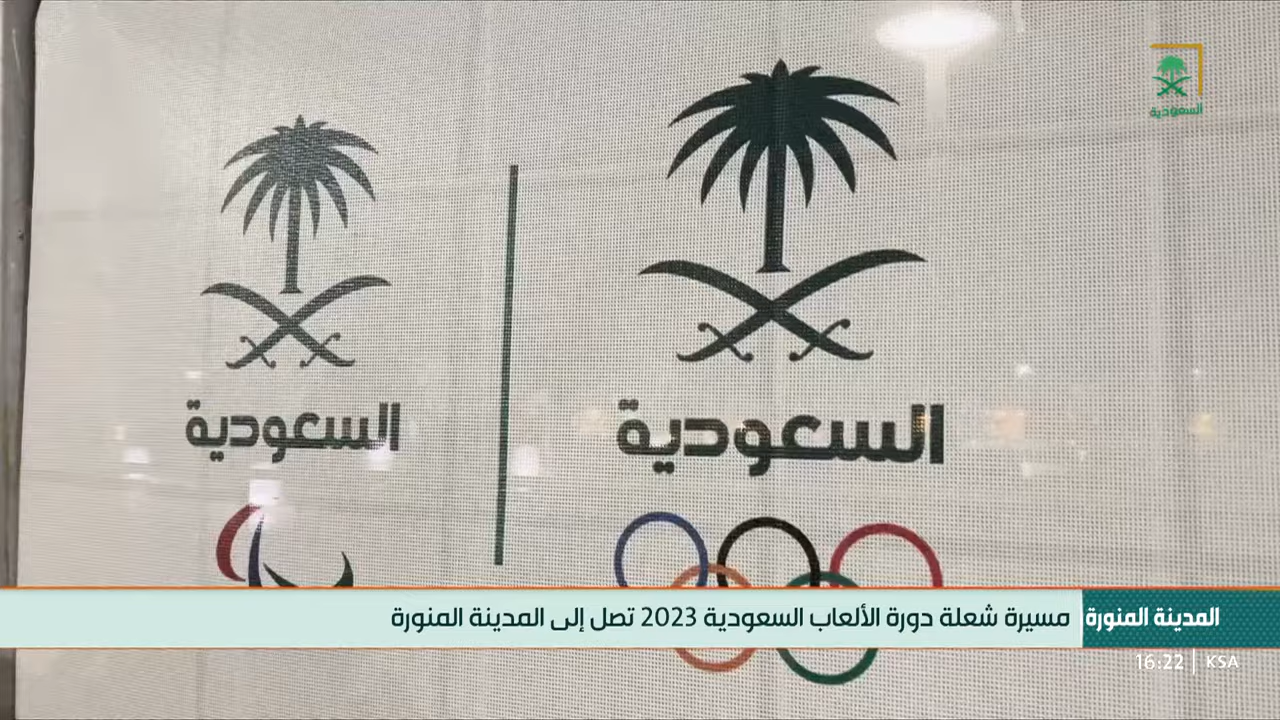 السعودية
السعودية
السعودية
المدينة المنورة
مسيرة شعلة دورة الألعاب السعودية 2023 تصل إلى المدينة المنورة
16:22 | KSA